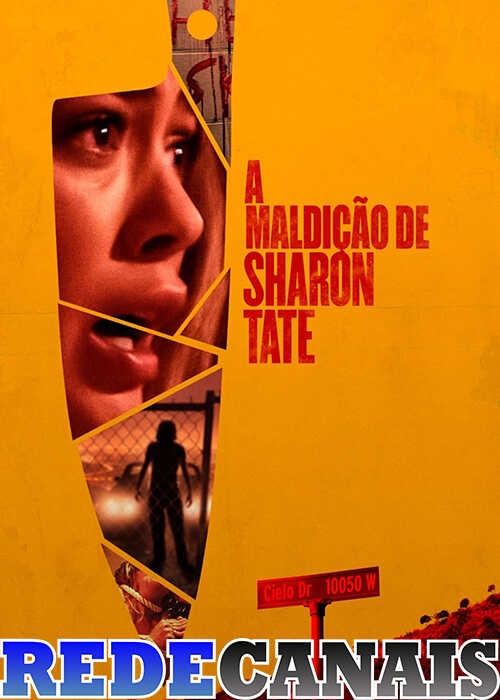 A
MALDIÇÃO DE
SHARON
TATE
Cielo Dr 10050 W
REDECANAIS